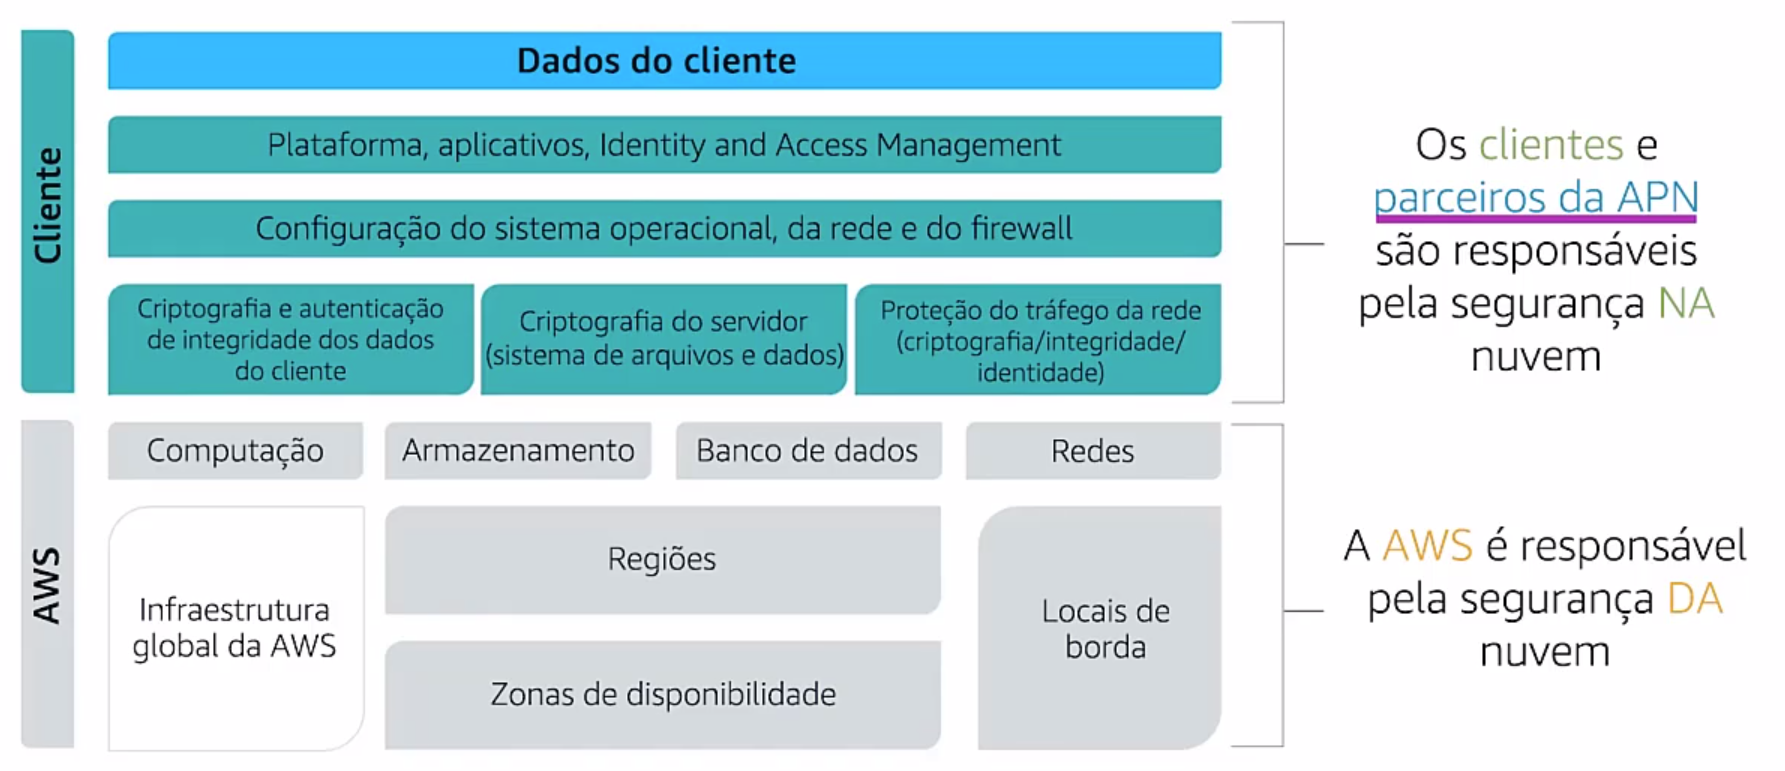 Cliente
Dados do cliente
Plataforma, aplicativos, Identity and Access Management
Configuração do sistema operacional, da rede e do firewall
Criptografia e autenticação
de integridade dos dados
do cliente
Criptografia do servidor
(sistema de arquivos e dados)
Proteção do tráfego da rede
(criptografia/integridade/
identidade)
Os clientes e
parceiros da APN
são responsáveis
pela segurança NA
nuvem
AWS
Computação
Armazenamento
Banco de dados
Redes
Infraestrutura
global da AWS
Regiões
Zonas de disponibilidade
Locais de
borda
A AWS é responsável
pela segurança DA
nuvem